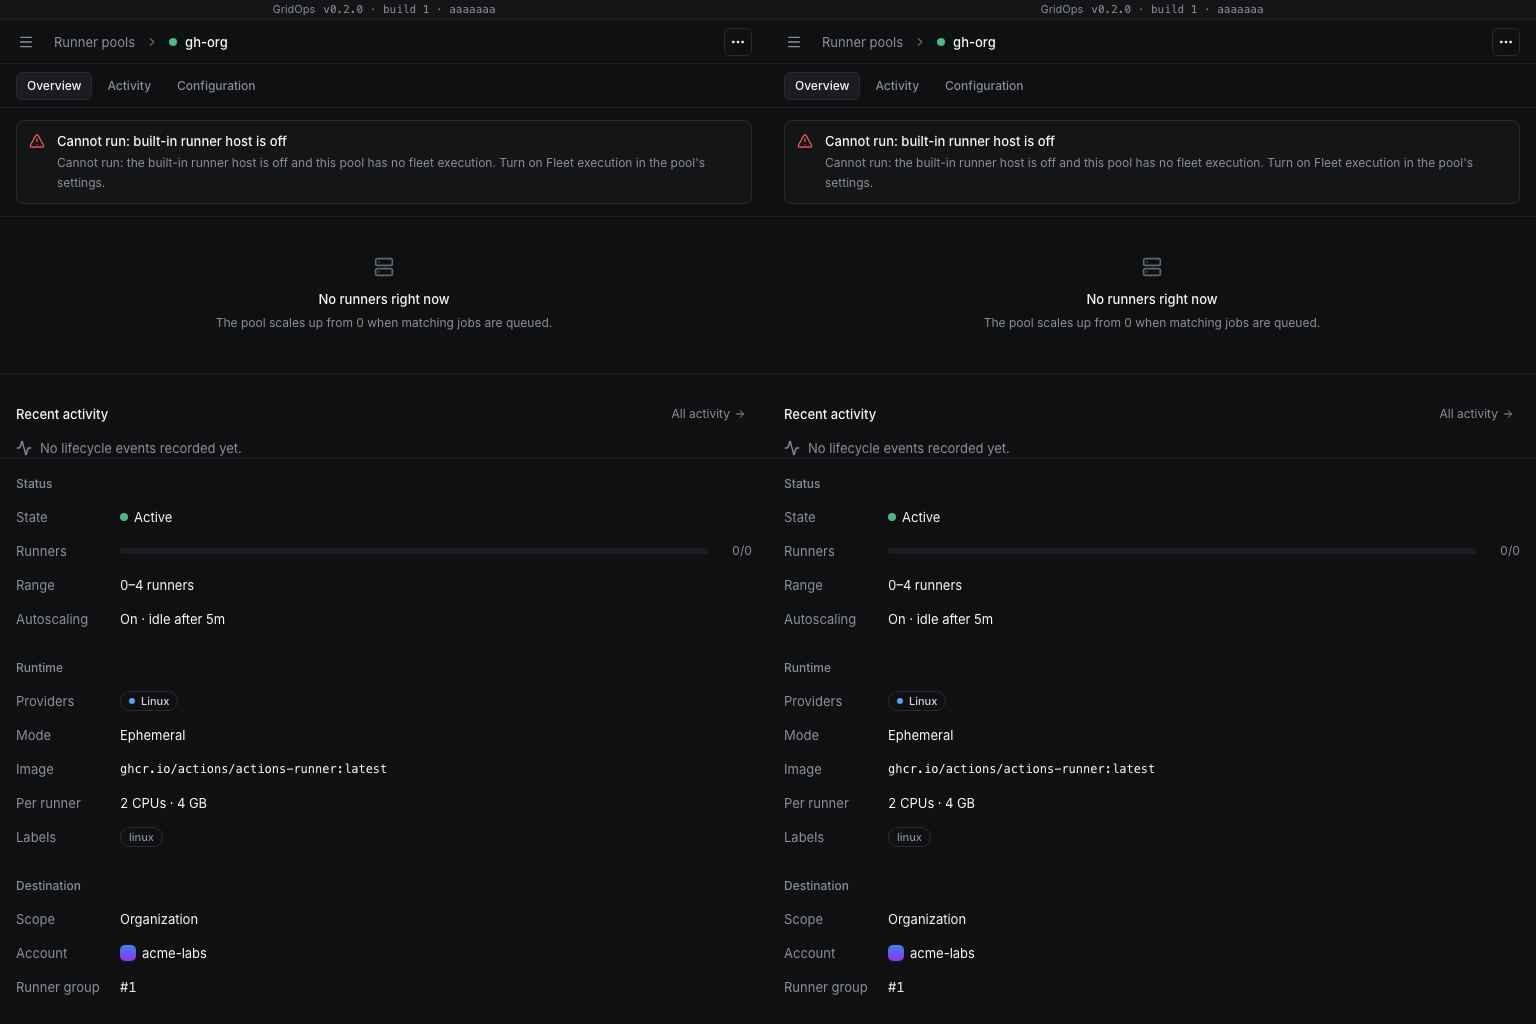 GridOps v0.2.0 · build 1 · aaaaaaa
Runner pools > gh-org
Overview Activity Configuration
Cannot run: built-in runner host is off
Cannot run: the built-in runner host is off and this pool has no fleet execution. Turn on Fleet execution in the pool's
settings.
No runners right now
The pool scales up from 0 when matching jobs are queued.
Recent activity All activity →
No lifecycle events recorded yet.
Status
State Active
Runners 0/0
Range 0–4 runners
Autoscaling On · idle after 5m
Runtime
Providers Linux
Mode Ephemeral
Image ghcr.io/actions/actions-runner:latest
Per runner 2 CPUs · 4 GB
Labels linux
Destination
Scope Organization
Account acme-labs
Runner group #1
GridOps v0.2.0 · build 1 · aaaaaaa
Runner pools > gh-org
Overview Activity Configuration
Cannot run: built-in runner host is off
Cannot run: the built-in runner host is off and this pool has no fleet execution. Turn on Fleet execution in the pool's
settings.
No runners right now
The pool scales up from 0 when matching jobs are queued.
Recent activity All activity →
No lifecycle events recorded yet.
Status
State Active
Runners 0/0
Range 0–4 runners
Autoscaling On · idle after 5m
Runtime
Providers Linux
Mode Ephemeral
Image ghcr.io/actions/actions-runner:latest
Per runner 2 CPUs · 4 GB
Labels linux
Destination
Scope Organization
Account acme-labs
Runner group #1